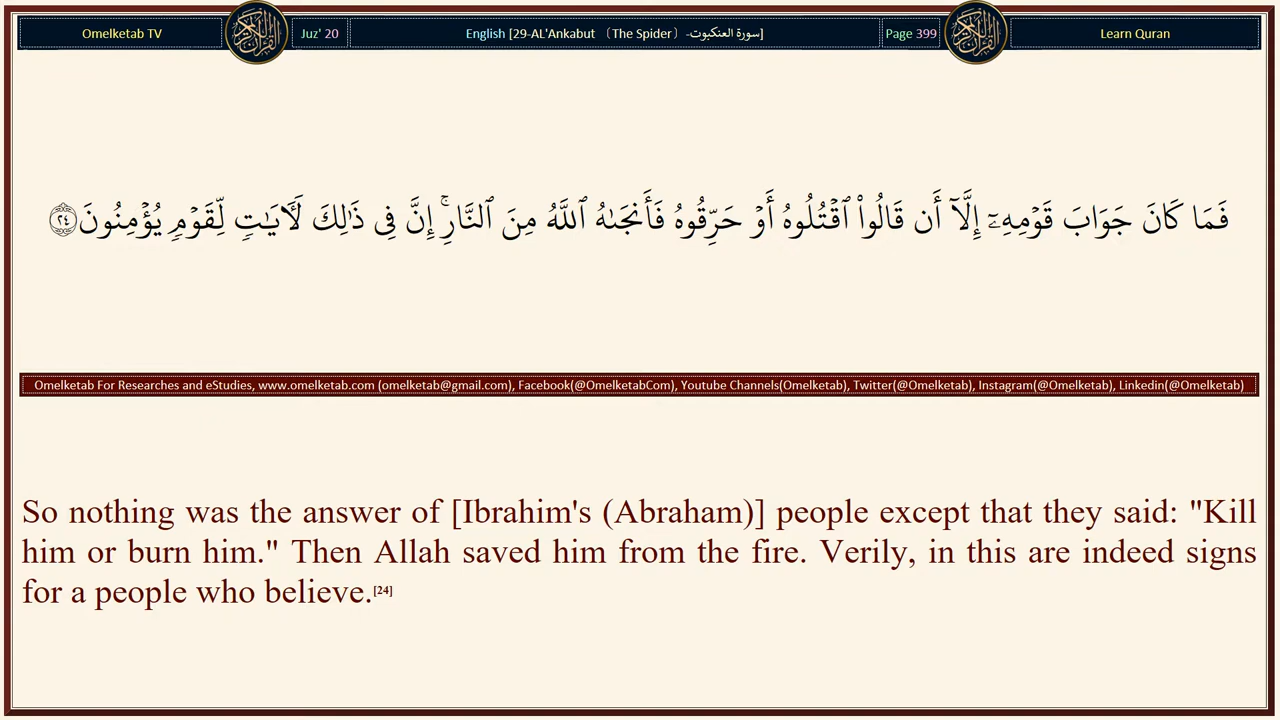 Omelketab TV
Juz' 20
English [29-AL'Ankabut （The Spider） -سورة العنكبوت]
Page 399
Learn Quran
فَمَا كَانَ جَوَابَ قَوْمِهِۦٓ إِلَّآ أَن قَالُوا۟ ٱقْتُلُوهُ أَوْ حَرِّقُوهُ فَأَنجَىٰهُ ٱللَّهُ مِنَ ٱلنَّارِ ۚ إِنَّ فِى ذَٰلِكَ لَـَٔايَـٰتٍ لِّقَوْمٍ يُؤْمِنُونَ ٢٤
Omelketab For Researches and eStudies, www.omelketab.com (omelketab@gmail.com), Facebook(@OmelketabCom), Youtube Channels(Omelketab), Twitter(@Omelketab), Instagram(@Omelketab), Linkedin(@Omelketab)
So nothing was the answer of [Ibrahim's (Abraham)] people except that they said: "Kill
him or burn him." Then Allah saved him from the fire. Verily, in this are indeed signs
for a people who believe.[24]